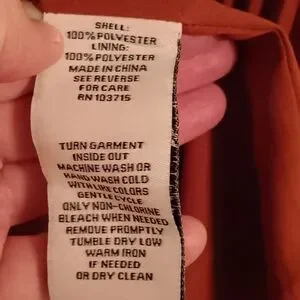 SHELL:
100% POLYESTER
LINING:
100% POLYESTER
MADE IN CHINA
SEE REVERSE
FOR CARE
RN 103715
TURN GARMENT
INSIDE OUT
MACHINE WASH OR
HAND WASH COLD
WITH LIKE COLORS
GENTLE CYCLE
ONLY NON-CHLORINE
BLEACH WHEN NEEDED
REMOVE PROMPTLY
TUMBLE DRY LOW
WARM IRON
IF NEEDED
OR DRY CLEAN